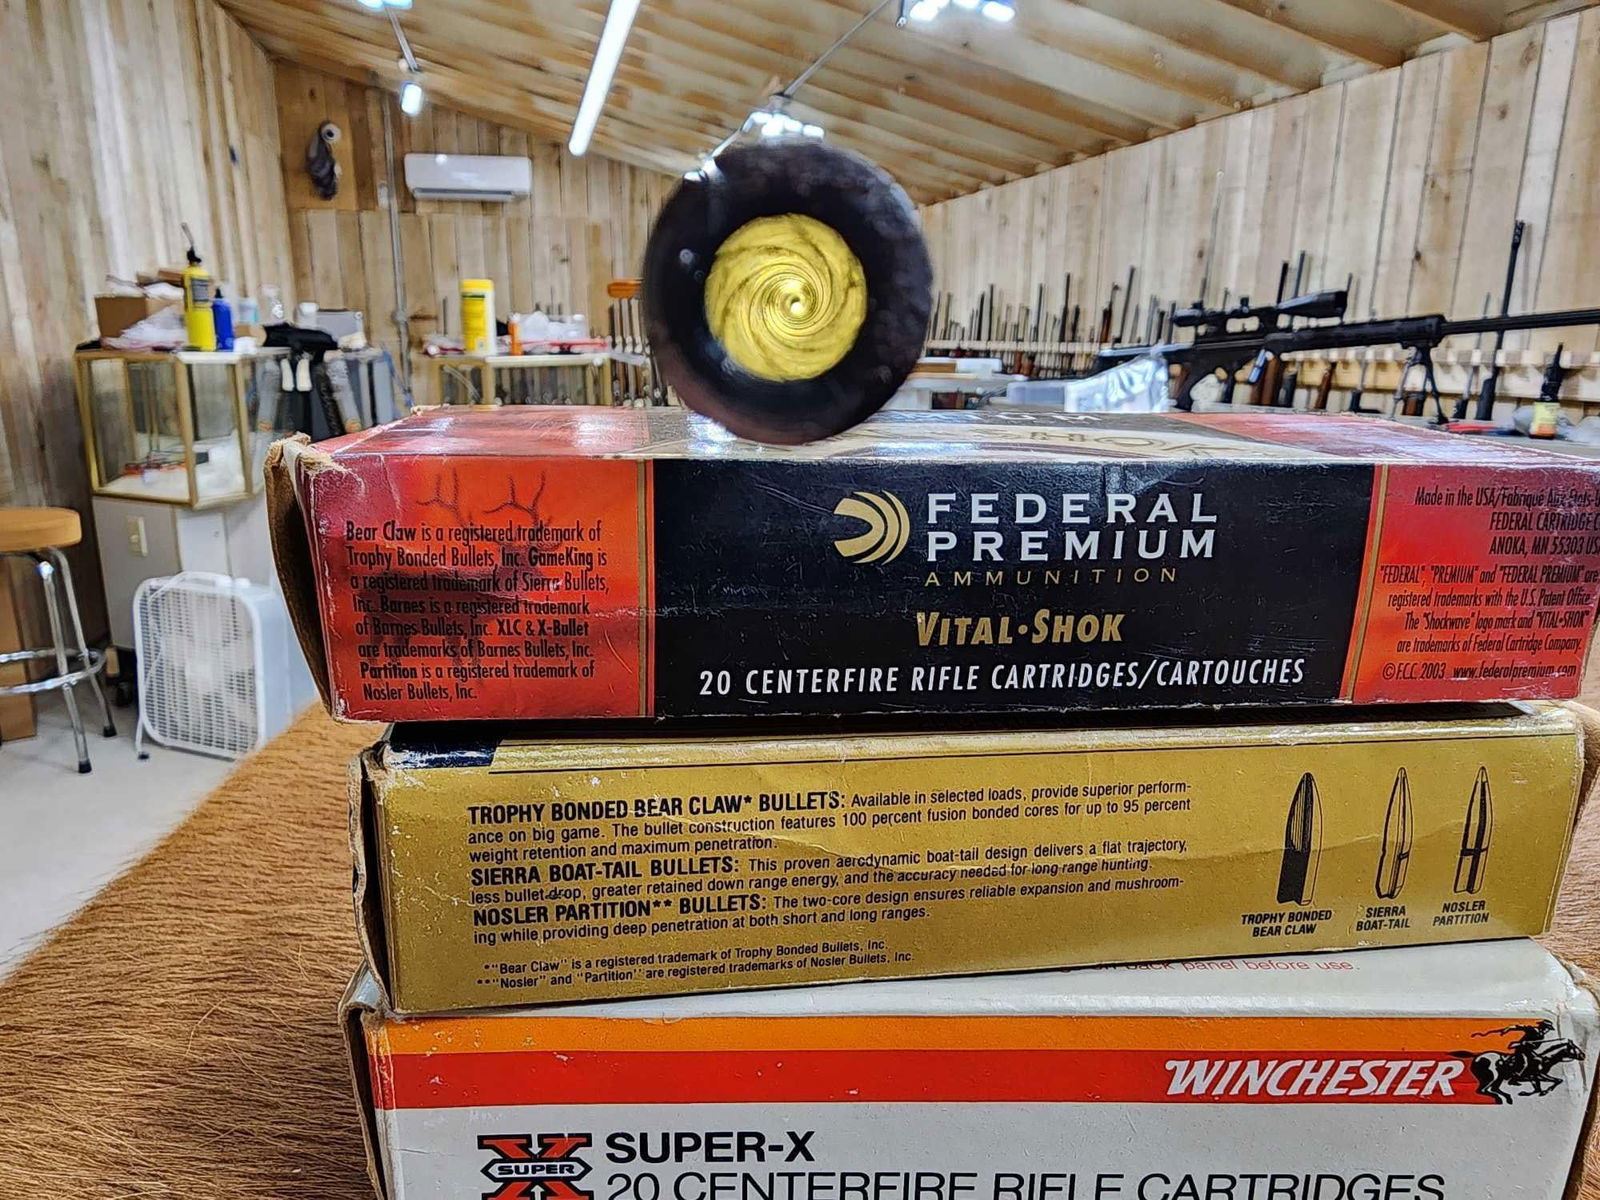 Bear Claw is a registered trademark of
Trophy Bonded Bullets, Inc. GameKing is
a registered trademark of Sierra Bullets,
Inc. Barnes is a registered trademark
of Barnes Bullets, Inc. XLC & X-Bullet
are trademarks of Barnes Bullets, Inc.
Partition is a registered trademark of
Nosler Bullets, Inc.
FEDERAL
PREMIUM
AMMUNITION
VITAL•SHOK
20 CENTERFIRE RIFLE CARTRIDGES/CARTOUCHES
Made in the USA/Fabriqué Aux États-U
FEDERAL CARTRIDGE C
ANOKA, MN 55303 US
"FEDERAL", "PREMIUM" and "FEDERAL PREMIUM" are
registered trademarks with the U.S. Patent Office.
The "Shockwave" logo mark and "VITAL-SHOK"
are trademarks of Federal Cartridge Company.
© F.C.C. 2003 www.federalpremium.com
TROPHY BONDED BEAR CLAW* BULLETS: Available in selected loads, provide superior perform-
ance on big game. The bullet construction features 100 percent fusion bonded cores for up to 95 percent
weight retention and maximum penetration.
SIERRA BOAT-TAIL BULLETS: This proven aerodynamic boat-tail design delivers a flat trajectory,
less bullet drop, greater retained down range energy, and the accuracy needed for long range hunting.
NOSLER PARTITION** BULLETS: The two-core design ensures reliable expansion and mushroom-
ing while providing deep penetration at both short and long ranges.
*"Bear Claw" is a registered trademark of Trophy Bonded Bullets, Inc.
**"Nosler" and "Partition" are registered trademarks of Nosler Bullets, Inc.
TROPHY BONDED
BEAR CLAW
SIERRA
BOAT-TAIL
NOSLER
PARTITION
on back panel before use.
WINCHESTER
X
SUPER
SUPER-X
20 CENTERFIRE RIFLE CARTRIDGES